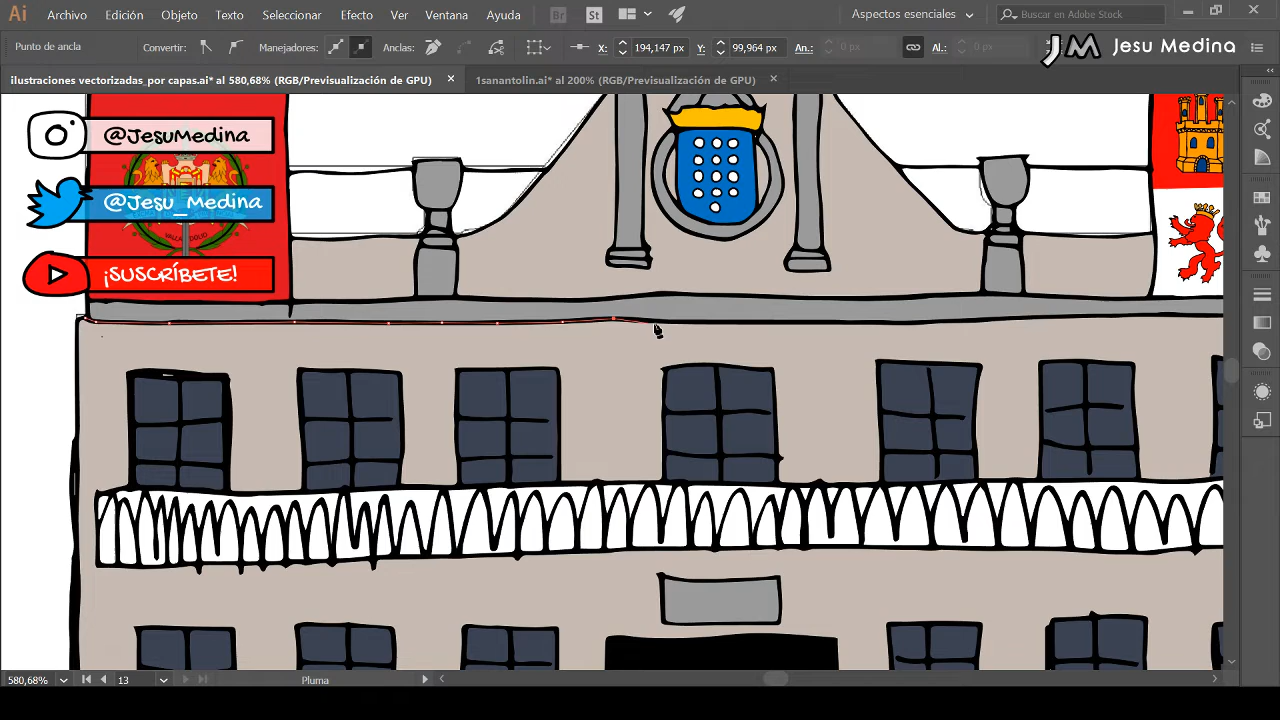 Ai Archivo Edición Objeto Texto Seleccionar Efecto Ver Ventana Ayuda Br St Aspectos esenciales Buscar en Adobe Stock
Punto de ancla Convertir: Manejadores: Anclas: X: 194,147 px Y: 99,964 px An.: 0 px Al.: 0 px
JM Jesu Medina
ilustraciones vectorizadas_por capas.ai* al 580,68% (RGB/Previsualización de GPU) × 1sanantolin.ai* al 200% (RGB/Previsualización de GPU) ×
@JesuMedina
@Jesu_Medina
VALLADOLID
¡SUSCRÍBETE!
580,68% 13 Pluma